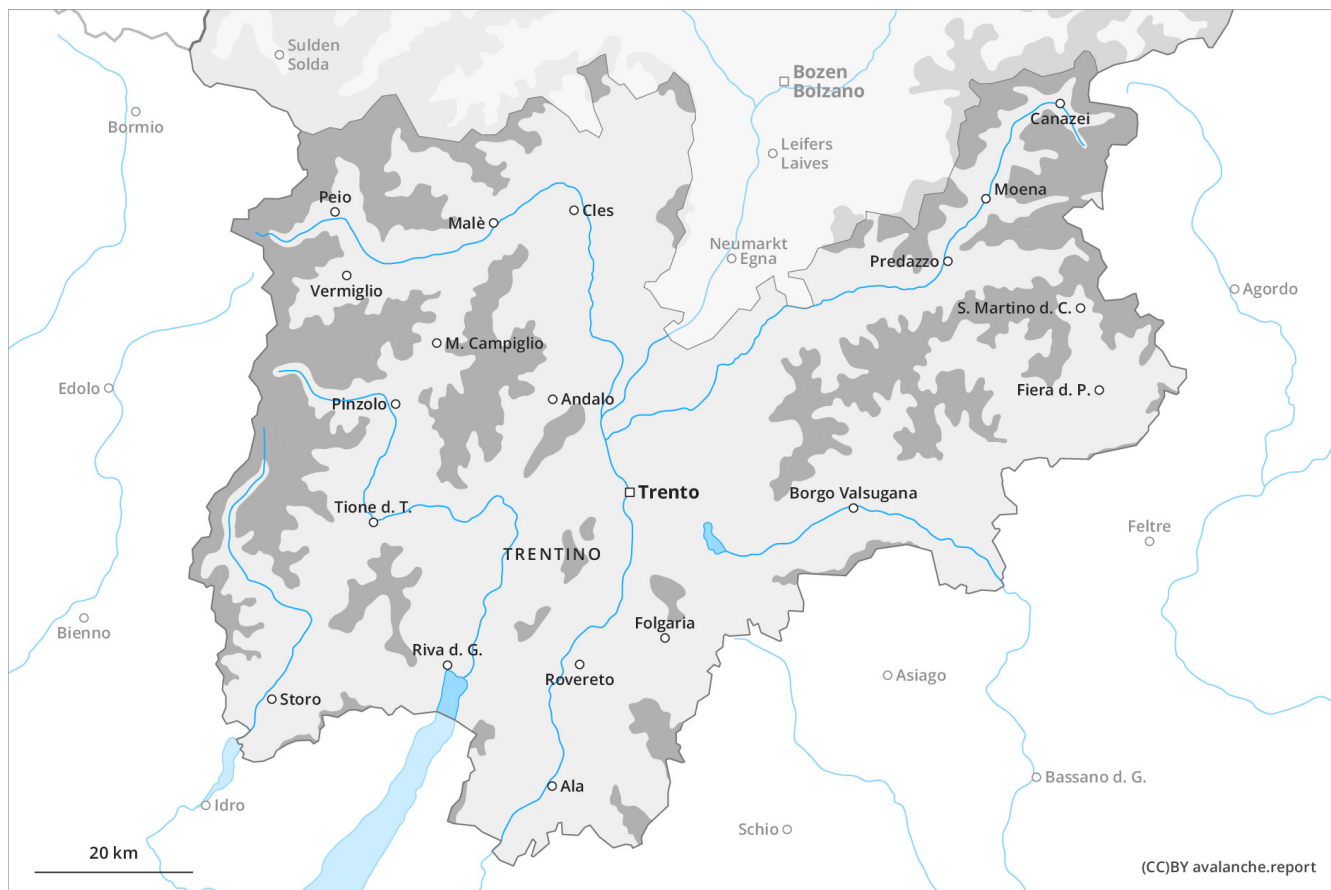 Sulden
Solda
Bozen
Bolzano
Bormio
Canazei
Leifers
Laives
Peio
Moena
Malè
Cles
Neumarkt
Egna
Predazzo
Vermiglio
Agordo
S. Martino d. C.
M. Campiglio
Edolo
Fiera d. P.
Pinzolo
Andalo
Trento
Borgo Valsugana
Tione d. T.
Feltre
TRENTINO
Bienno
Folgaria
Riva d. G.
Rovereto
Asiago
Storo
Bassano d. G.
Ala
Idro
Schio
20 km
(CC)BY avalanche.report